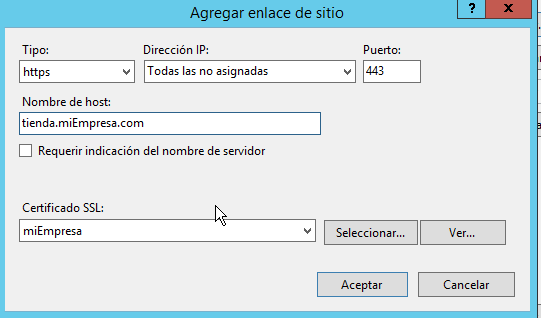 Agregar enlace de sitio
? x
Tipo: Dirección IP: Puerto:
https Todas las no asignadas 443
Nombre de host:
tienda.miEmpresa.com
Requerir indicación del nombre de servidor
Certificado SSL:
miEmpresa Seleccionar... Ver...
Aceptar Cancelar